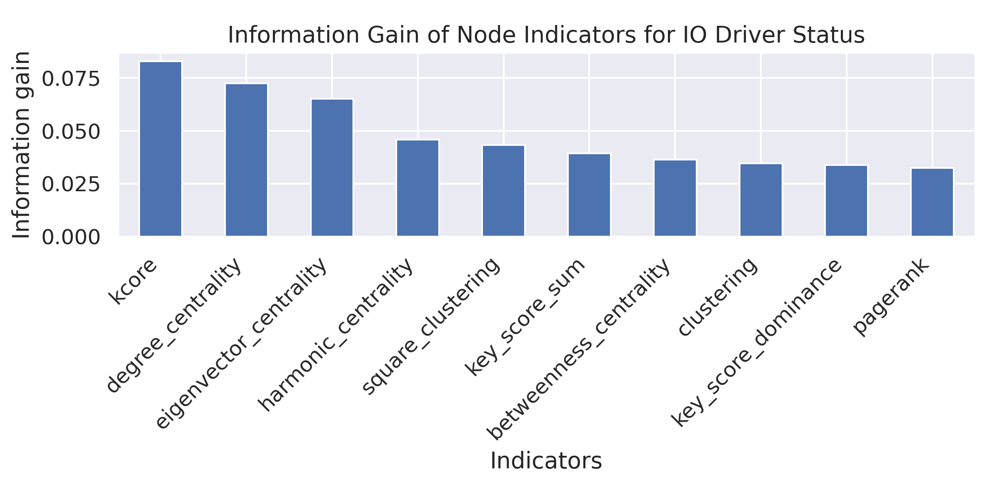 Information Gain of Node Indicators for IO Driver Status
Information gain
0.075
0.050
0.025
0.000
kcore
degree_centrality
eigenvector_centrality
harmonic_centrality
square_clustering
key_score_sum
betweenness_centrality
clustering
key_score_dominance
pagerank
Indicators